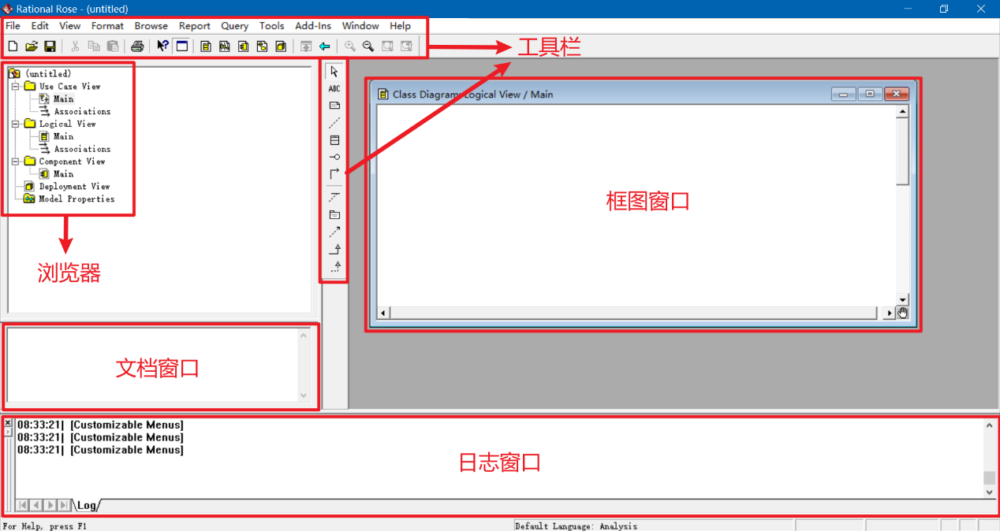 Rational Rose - (untitled)
File Edit View Format Browse Report Query Tools Add-Ins Window Help
工具栏
(untitled)
Use Case View
Main
Associations
Logical View
Main
Associations
Component View
Main
Deployment View
Model Properties
浏览器
ABC
Class Diagram: Logical View / Main
框图窗口
文档窗口
08:33:21| [Customizable Menus]
08:33:21| [Customizable Menus]
08:33:21| [Customizable Menus]
日志窗口
Log
For Help, press F1
Default Language: Analysis